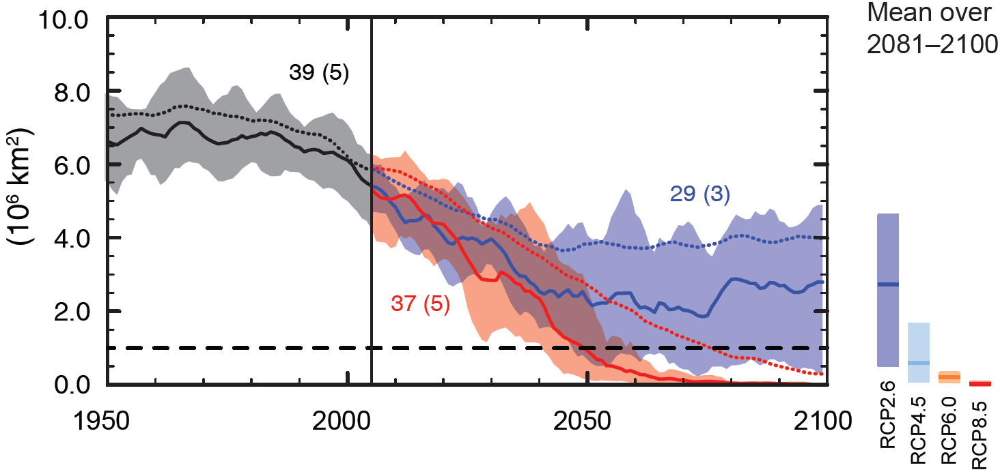 10.0
8.0
6.0
4.0
2.0
0.0
(10⁶ km²)
39 (5)
29 (3)
37 (5)
1950
2000
2050
2100
Mean over
2081–2100
RCP2.6
RCP4.5
RCP6.0
RCP8.5